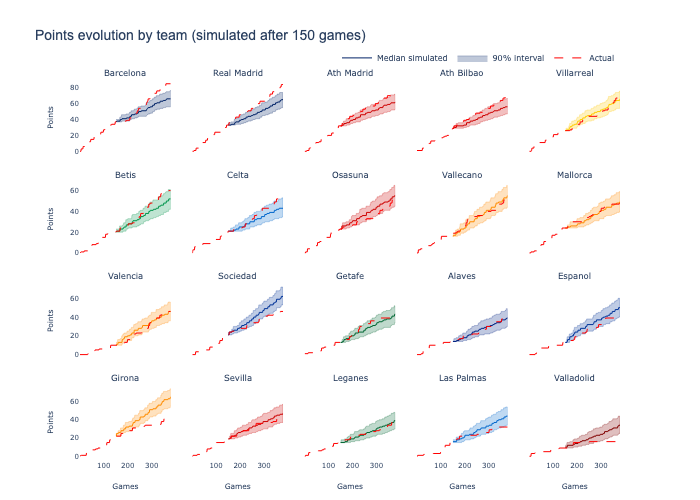 Points evolution by team (simulated after 150 games)
Median simulated 90% interval Actual
Barcelona Real Madrid Ath Madrid Ath Bilbao Villarreal
80
60
40
20
0
Points
Betis Celta Osasuna Vallecano Mallorca
60
40
20
0
Points
Valencia Sociedad Getafe Alaves Espanol
60
40
20
0
Points
Girona Sevilla Leganes Las Palmas Valladolid
60
40
20
0
Points
100 200 300 100 200 300 100 200 300 100 200 300 100 200 300
Games Games Games Games Games